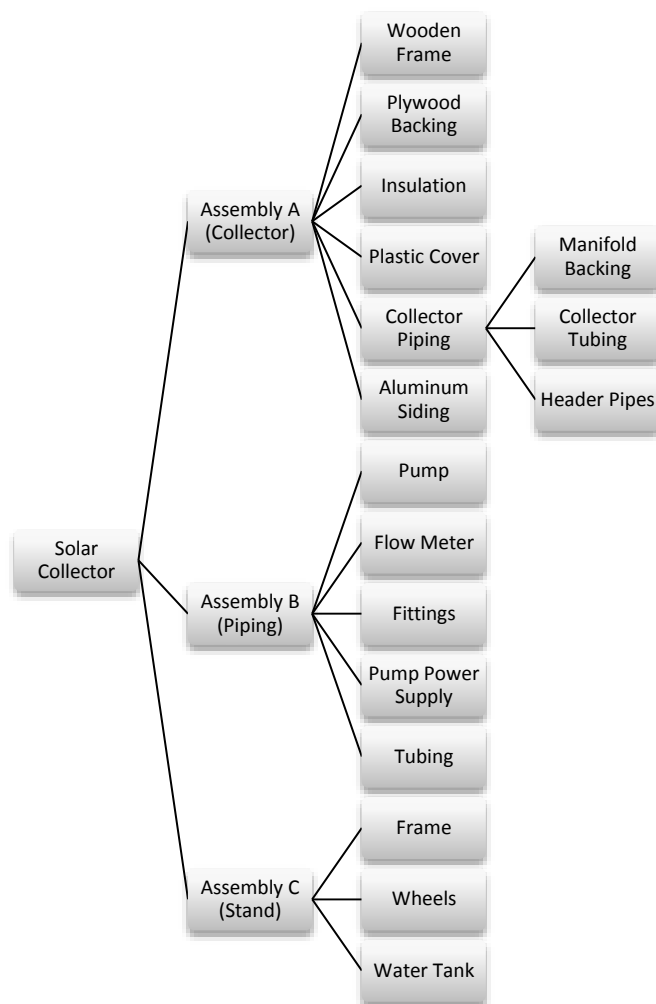 Wooden
Frame
Plywood
Backing
Insulation
Assembly A
(Collector)
Plastic Cover
Manifold
Backing
Collector
Piping
Collector
Tubing
Aluminum
Siding
Header Pipes
Pump
Solar
Collector
Flow Meter
Assembly B
(Piping)
Fittings
Pump Power
Supply
Tubing
Frame
Assembly C
(Stand)
Wheels
Water Tank